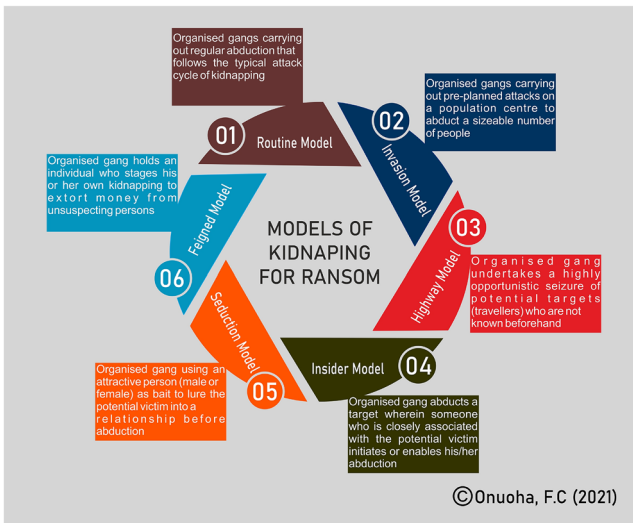 Organised gangs carrying
out regular abduction that
follows the typical attack
cycle of kidnapping
01
Routine Model
Organised gangs carrying
out pre-planned attacks on
a population centre to
abduct a sizeable number
of people
02
Invasion Model
03
Highway Model
Organised gang
undertakes a highly
opportunistic seizure of
potential targets
(travellers) who are not
known beforehand
04
Insider Model
Organised gang abducts a
target wherein someone
who is closely associated
with the potential victim
initiates or enables his/her
abduction
05
Seduction Model
Organised gang using an
attractive person (male or
female) as bait to lure the
potential victim into a
relationship before
abduction
06
Feigned Model
Organised gang holds an
individual who stages his
or her own kidnapping to
extort money from
unsuspecting persons
MODELS OF
KIDNAPING
FOR RANSOM
©Onuoha, F.C (2021)